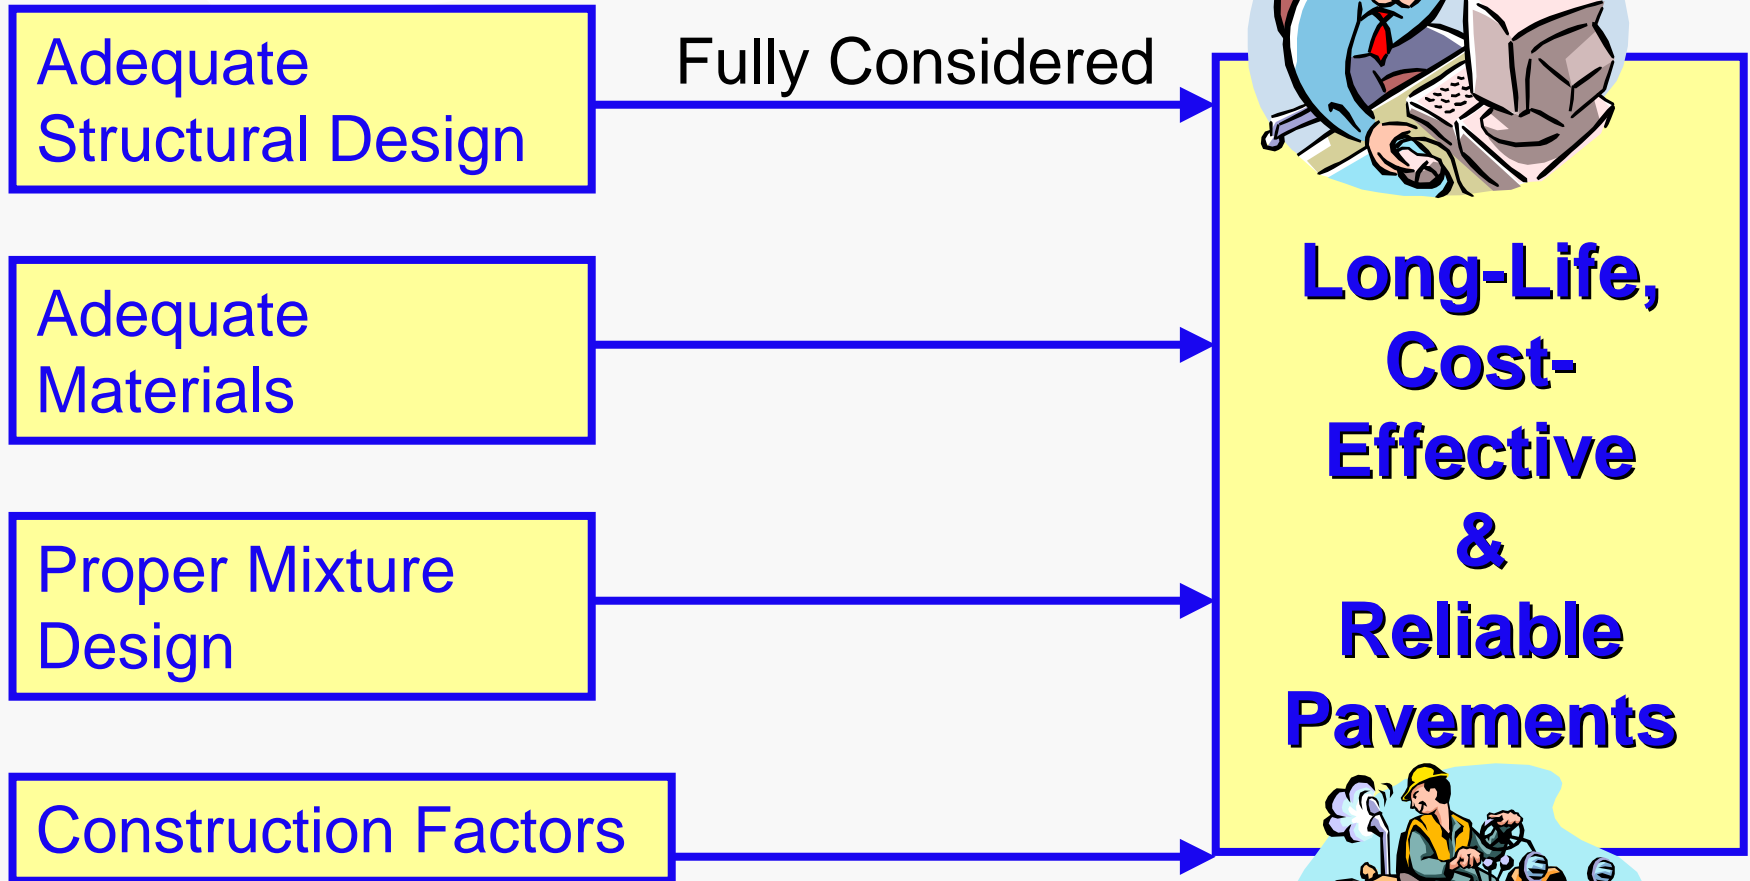 Adequate
Structural Design
Fully Considered
Adequate
Materials
Proper Mixture
Design
Construction Factors
Long-Life,
Cost-
Effective
&
Reliable
Pavements